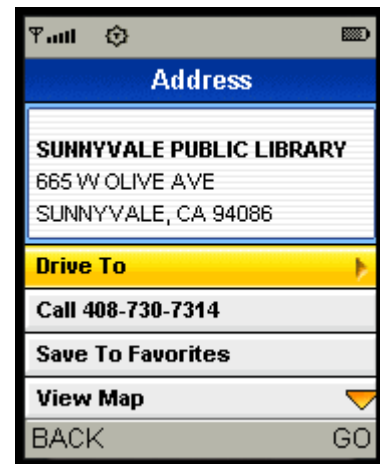 Address
SUNNYVALE PUBLIC LIBRARY
665 W OLIVE AVE
SUNNYVALE, CA 94086
Drive To
Call 408-730-7314
Save To Favorites
View Map
BACK GO